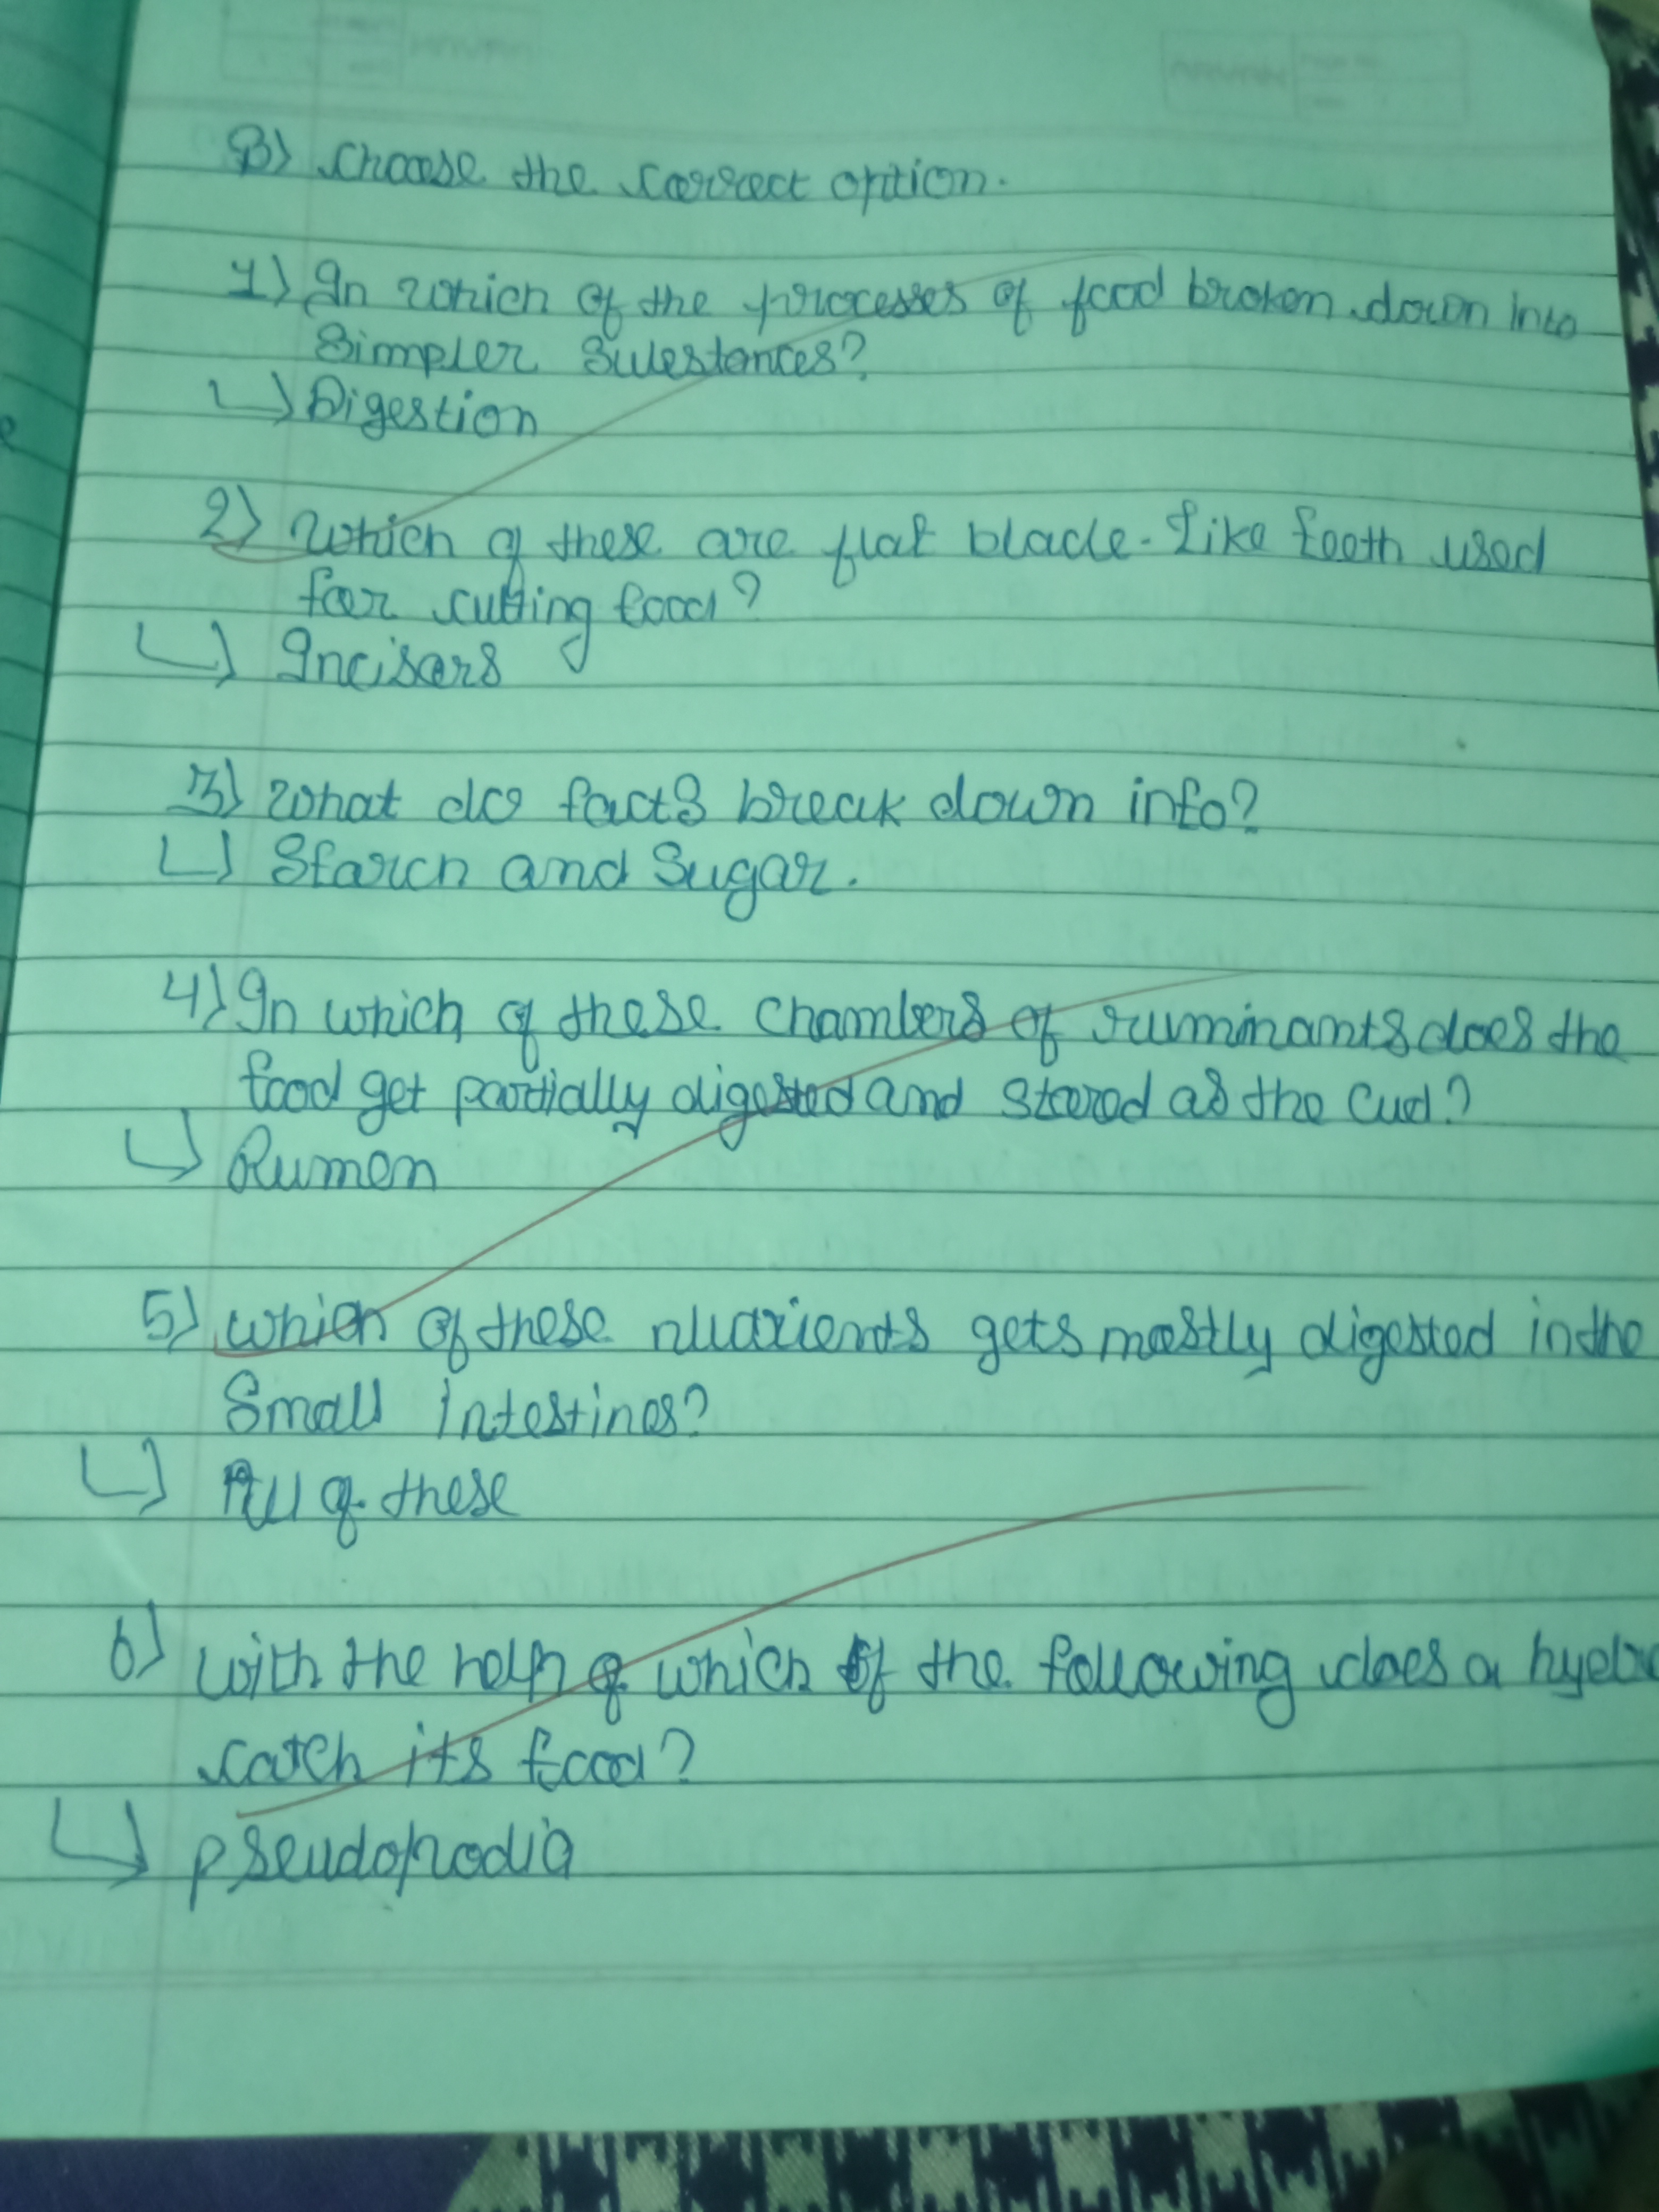 B) Choose the correct option.
1) In which of the processes of food broken down into
Simpler Substances?
Digestion
2) Which of these are flat blade-like teeth used
for cutting food?
Incisors
3) What do facts break down into?
Starch and Sugar.
4) In which of these chambers of ruminants does the
food get partially digested and stored as the cud?
Rumen
5) which of these nutrients gets mostly digested in the
Small intestines?
All of these
6) with the help of which of the following does a hydra
catch its food?
Pseudopodia